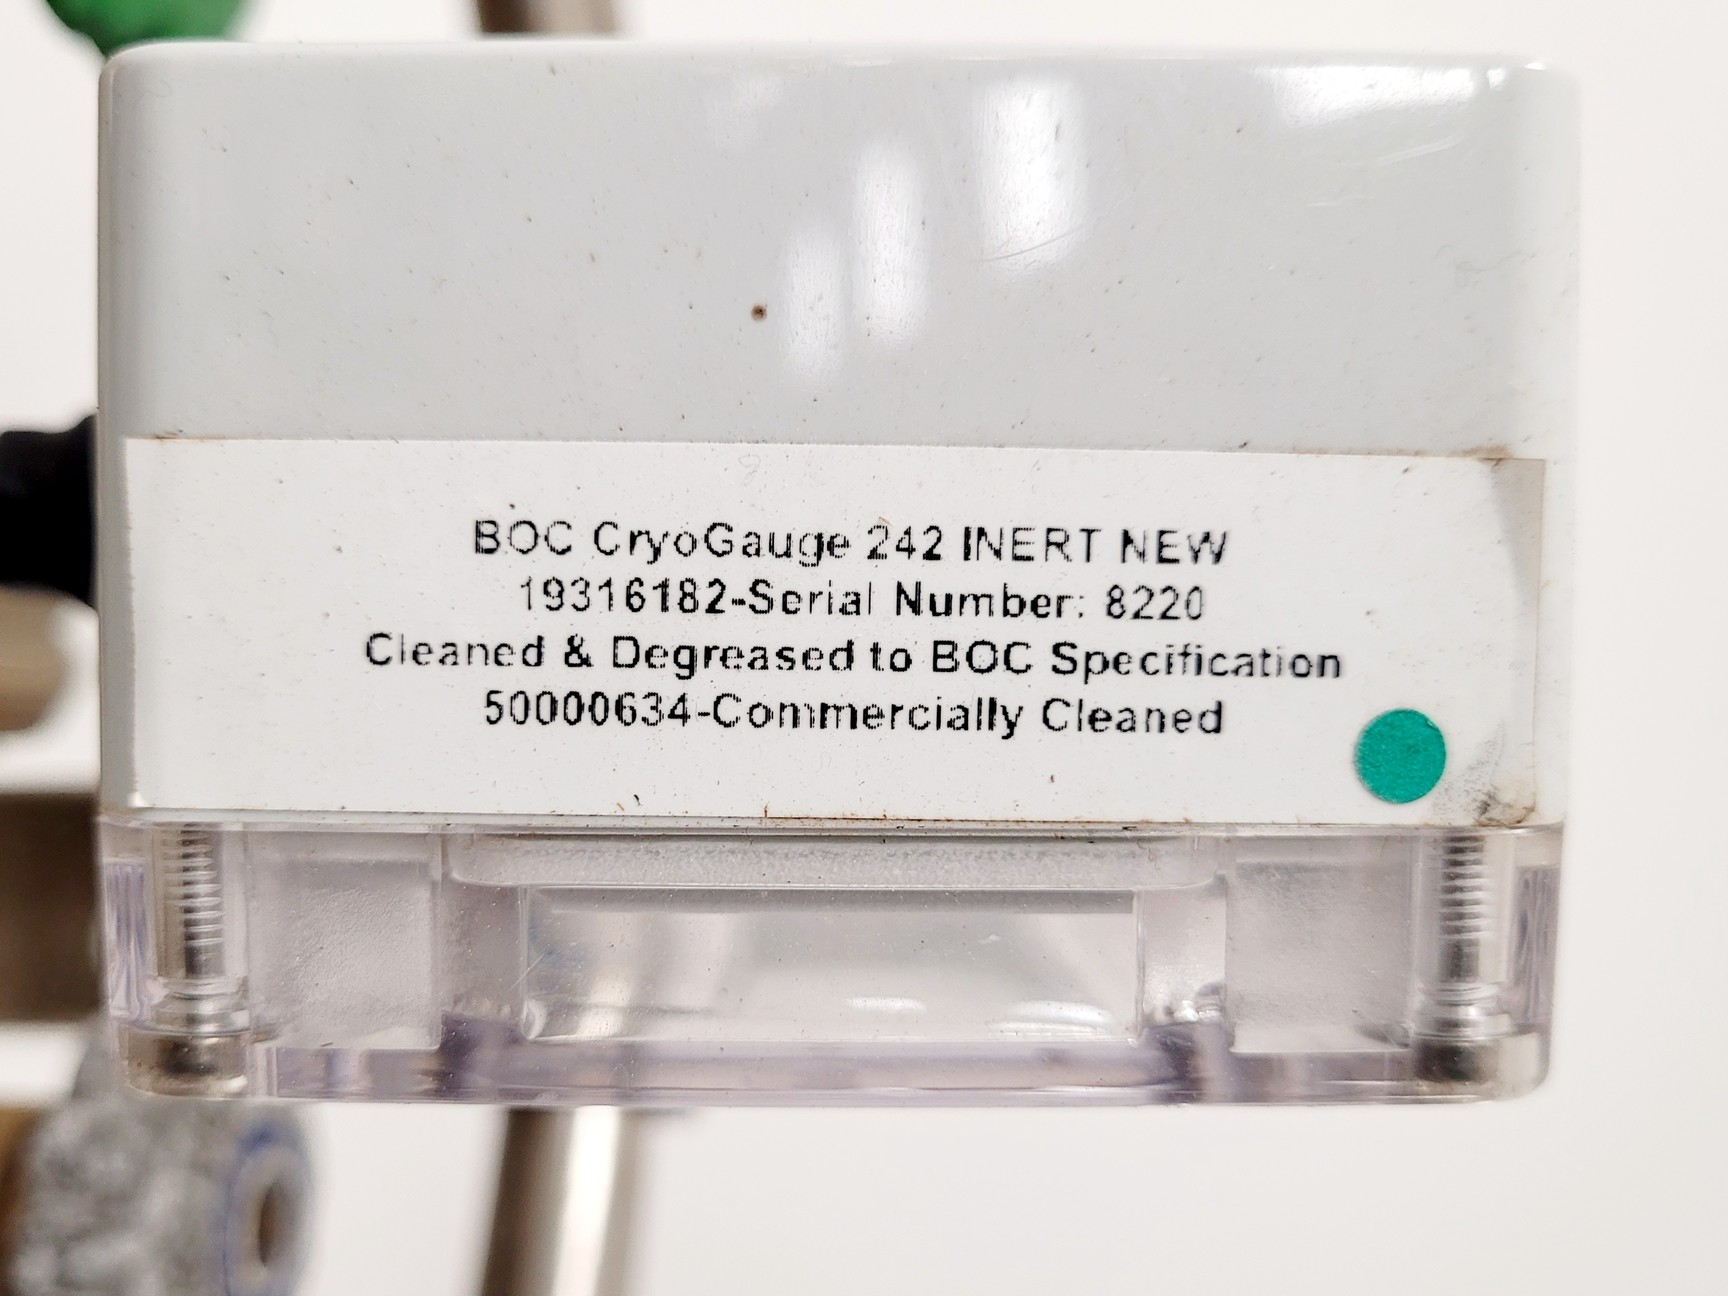 BOC CryoGauge 242 INERT NEW
19316182-Serial Number: 8220
Cleaned & Degreased to BOC Specification
50000634-Commercially Cleaned